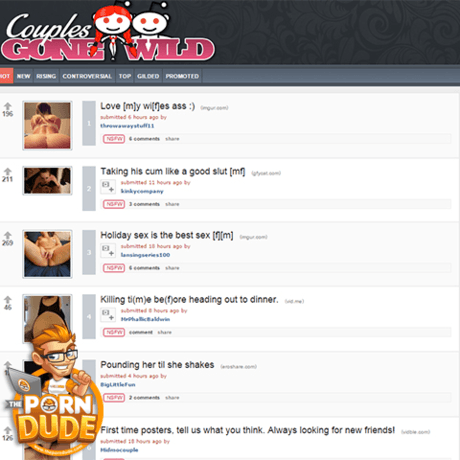 Couples
GONE WILD
HOT NEW RISING CONTROVERSIAL TOP GILDED PROMOTED
196
1
Love [m]y wi[f]es ass :) (imgur.com)
submitted 6 hours ago by
throwawaystuff11
NSFW 6 comments share
211
2
Taking his cum like a good slut [mf] (gfycat.com)
submitted 11 hours ago by
kinkycompany
NSFW 3 comments share
269
3
Holiday sex is the best sex [f][m] (imgur.com)
submitted 16 hours ago by
lansingseries100
NSFW 6 comments share
46
4
Killing ti(m)e be(f)ore heading out to dinner. (vid.me)
submitted 8 hours ago by
MrPhallicBaldwin
NSFW comment share
Pounding her til she shakes (eroshare.com)
submitted 4 hours ago by
BigLittleFun
NSFW 2 comments share
126
First time posters, tell us what you think. Always looking for new friends!
submitted 18 hours ago by
Midmocouple
THE
PORN
DUDE